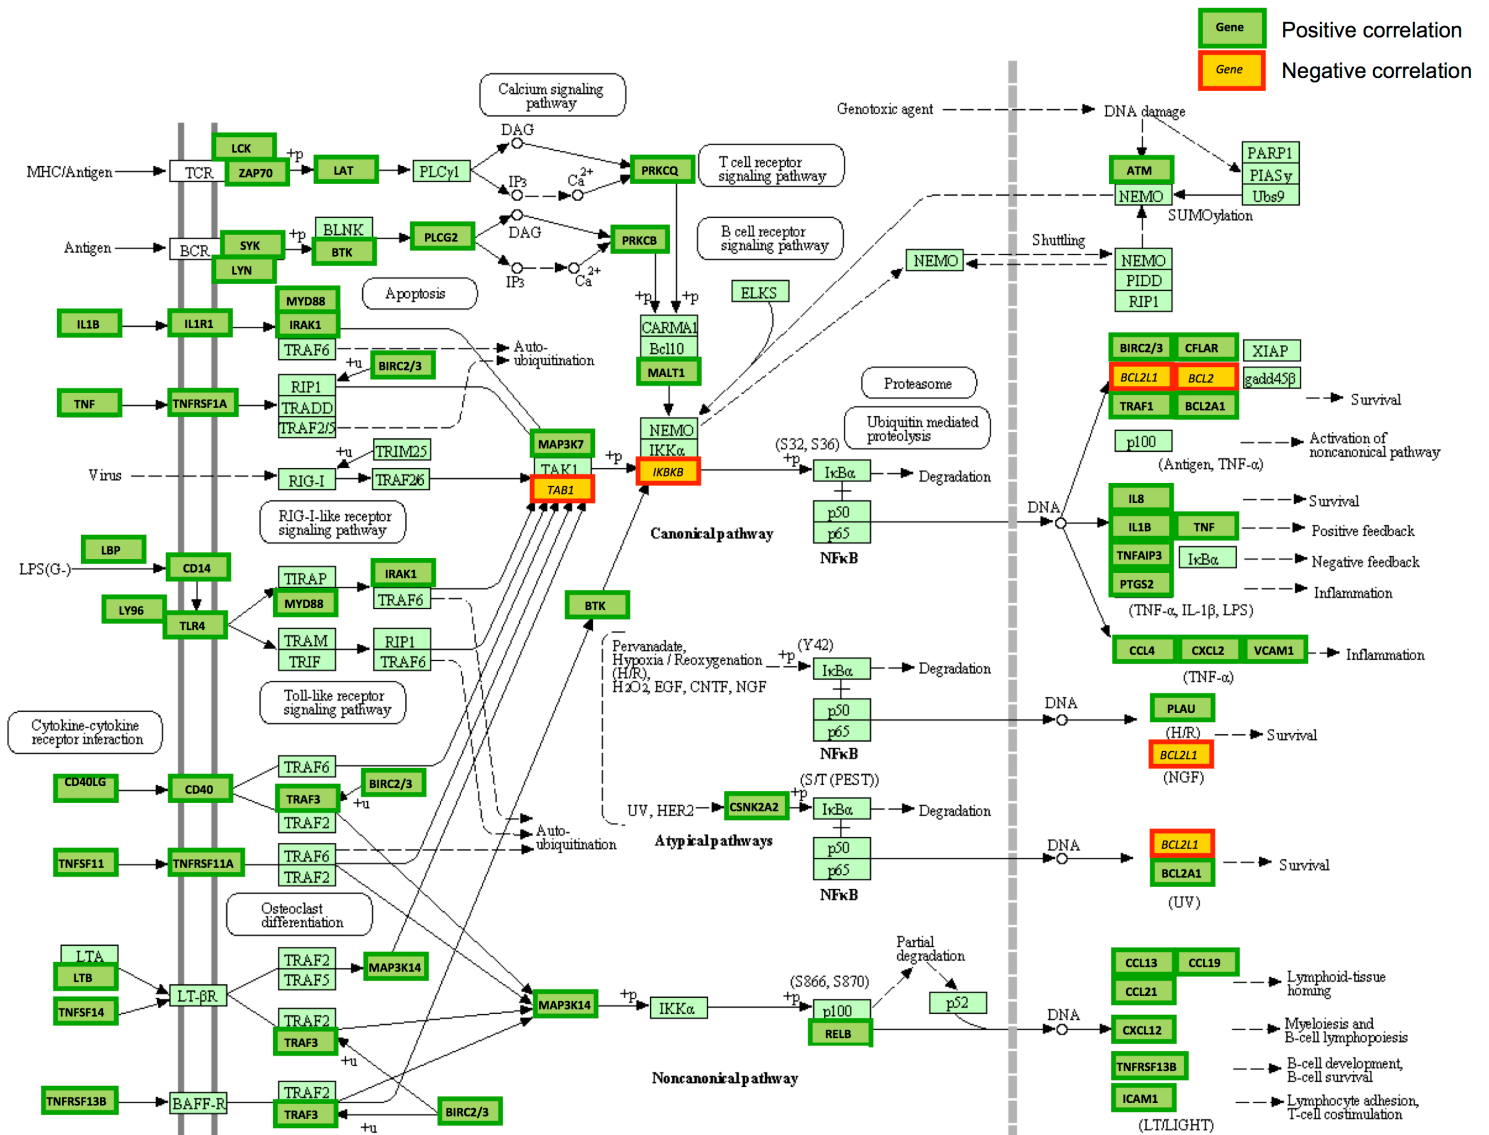 Gene
Positive correlation
Gene
Negative correlation
Calcium signaling
pathway
Genotoxic agent
DNA damage
MHC/Antigen
TCR
LCK
ZAP70
+p
LAT
PLCγ1
DAG
IP3
Ca2+
PRKCQ
T cell receptor
signaling pathway
ATM
NEMO
PARP1
PIASy
Ubs9
SUMOylation
Antigen
BCR
SYK
LYN
+p
BLNK
BTK
PLCG2
DAG
IP3
Ca2+
PRKCB
B cell receptor
signaling pathway
NEMO
Shuttling
NEMO
PIDD
RIP1
Apoptosis
+p
+p
ELKS
IL1B
IL1R1
MYD88
IRAK1
TRAF6
Auto-
ubiquitination
CARMA1
Bcl10
MALT1
+u
BIRC2/3
TNF
TNFRSF1A
RIP1
TRADD
TRAF2/5
Proteasome
Ubiquitin mediated
proteolysis
BIRC2/3
CFLAR
XIAP
BCL2L1
BCL2
gadd45β
TRAF1
BCL2A1
Survival
p100
Activation of
noncanonical pathway
(Antigen, TNF-α)
Virus
RIG-I
+u
TRIM25
TRAF2/6
MAP3K7
TAK1
TAB1
+p
NEMO
IKKα
IKBKB
(S32, S36)
+p
IκBα
Degradation
p50
p65
NFκB
Canonical pathway
RIG-I-like receptor
signaling pathway
DNA
IL8
Survival
IL1B
TNF
Positive feedback
TNFAIP3
IκBα
Negative feedback
PTGS2
Inflammation
(TNF-α, IL-1β, LPS)
LBP
LPS(G-)
CD14
LY96
TLR4
TIRAP
MYD88
IRAK1
TRAF6
TRAM
TRIF
RIP1
TRAF6
BTK
Toll-like receptor
signaling pathway
Pervanadate,
Hypoxia / Reoxygenation
(H/R),
H2O2, EGF, CNTF, NGF
+p
(Y42)
IκBα
Degradation
p50
p65
NFκB
CCL4
CXCL2
VCAM1
Inflammation
(TNF-α)
DNA
PLAU
(H/R)
BCL2L1
(NGF)
Survival
Cytokine-cytokine
receptor interaction
CD40LG
CD40
TRAF6
TRAF3
TRAF2
+u
BIRC2/3
Auto-
ubiquitination
UV, HER2
CSNK2A2
+p
(S/T (PEST))
IκBα
Degradation
p50
p65
NFκB
Atypical pathways
DNA
BCL2L1
BCL2A1
(UV)
Survival
TNFSF11
TNFRSF11A
TRAF6
TRAF2
Osteoclast
differentiation
LTA
LTB
TNFSF14
LT-βR
TRAF2
TRAF5
MAP3K14
TRAF2
TRAF3
+u
MAP3K14
+p
IKKα
(S866, S870)
+p
p100
RELB
Partial
degradation
p52
DNA
CCL13
CCL19
CCL21
Lymphoid-tissue
homing
CXCL12
Myeloiesis and
B-cell lymphopoiesis
TNFRSF13B
B-cell development,
B-cell survival
ICAM1
Lymphocyte adhesion,
T-cell costimulation
(LT/LIGHT)
Noncanonical pathway
TNFRSF13B
BAFF-R
TRAF2
TRAF3
+u
BIRC2/3